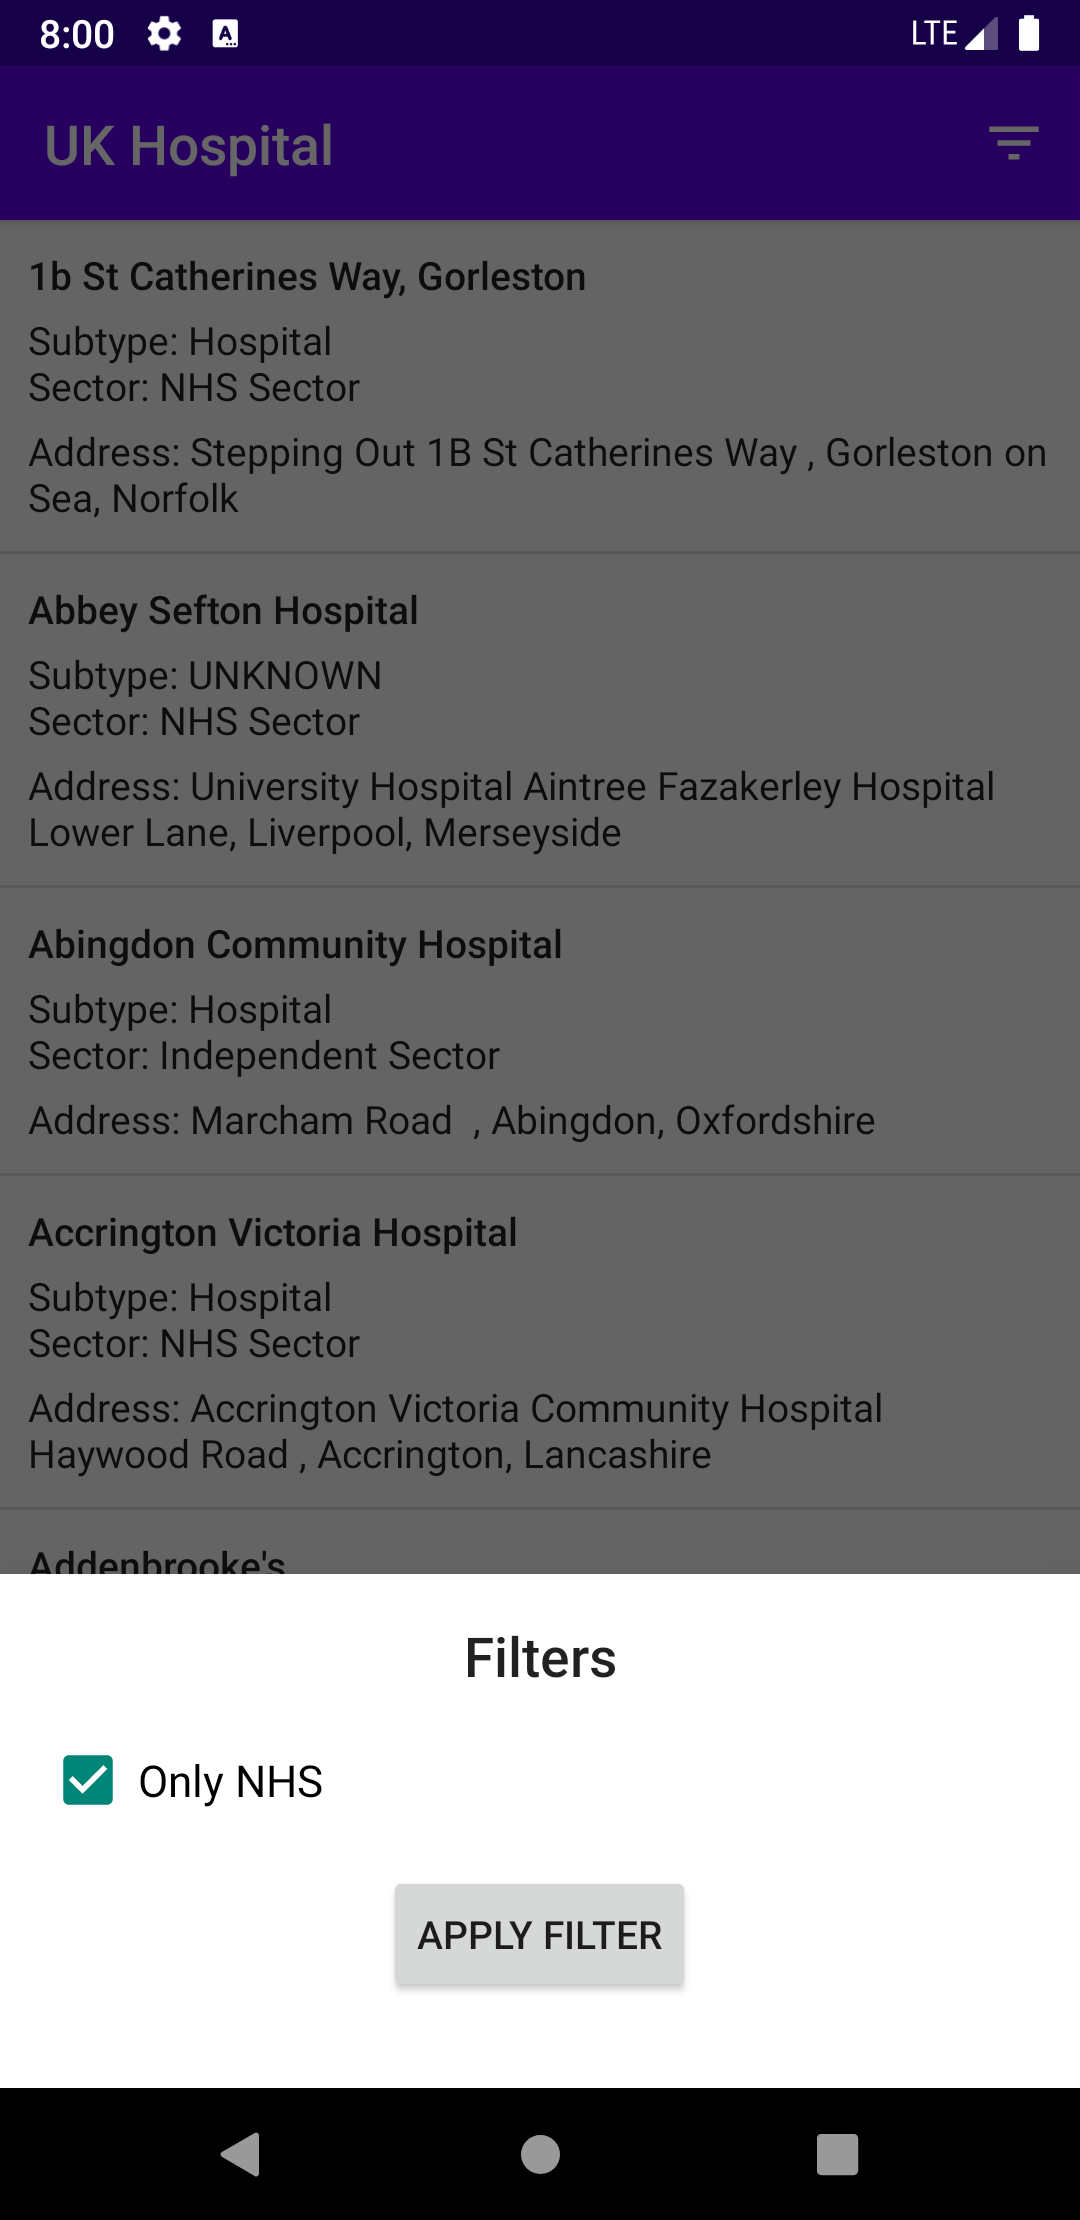 8:00
LTE
UK Hospital
1b St Catherines Way, Gorleston
Subtype: Hospital
Sector: NHS Sector
Address: Stepping Out 1B St Catherines Way , Gorleston on
Sea, Norfolk
Abbey Sefton Hospital
Subtype: UNKNOWN
Sector: NHS Sector
Address: University Hospital Aintree Fazakerley Hospital
Lower Lane, Liverpool, Merseyside
Abingdon Community Hospital
Subtype: Hospital
Sector: Independent Sector
Address: Marcham Road  , Abingdon, Oxfordshire
Accrington Victoria Hospital
Subtype: Hospital
Sector: NHS Sector
Address: Accrington Victoria Community Hospital
Haywood Road , Accrington, Lancashire
Addenbrooke's
Filters
Only NHS
APPLY FILTER